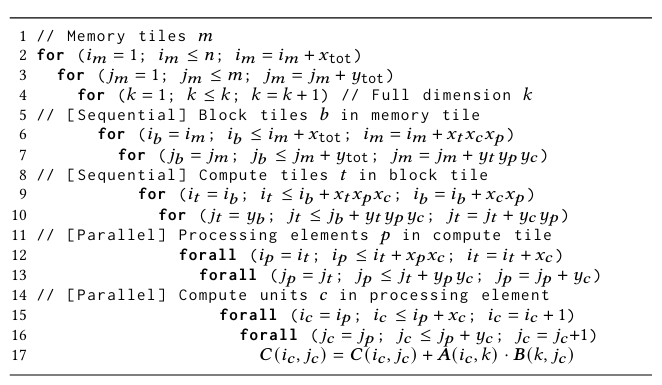 1 // Memory tiles m
2 for (i_m = 1; i_m ≤ n; i_m = i_m + x_tot)
3 for (j_m = 1; j_m ≤ m; j_m = j_m + y_tot)
4 for (k = 1; k ≤ k; k = k + 1) // Full dimension k
5 // [Sequential] Block tiles b in memory tile
6 for (i_b = i_m; i_b ≤ i_m + x_tot; i_m = i_m + x_t x_c x_p)
7 for (j_b = j_m; j_b ≤ j_m + y_tot; j_m = j_m + y_t y_p y_c)
8 // [Sequential] Compute tiles t in block tile
9 for (i_t = i_b; i_t ≤ i_b + x_t x_p x_c; i_b = i_b + x_c x_p)
10 for (j_t = y_b; j_t ≤ j_b + y_t y_p y_c; j_t = j_t + y_c y_p)
11 // [Parallel] Processing elements p in compute tile
12 forall (i_p = i_t; i_p ≤ i_t + x_p x_c; i_t = i_t + x_c)
13 forall (j_p = j_t; j_p ≤ j_t + y_p y_c; j_p = j_p + y_c)
14 // [Parallel] Compute units c in processing element
15 forall (i_c = i_p; i_c ≤ i_p + x_c; i_c = i_c + 1)
16 forall (j_c = j_p; j_c ≤ j_p + y_c; j_c = j_c+1)
17 C(i_c, j_c) = C(i_c, j_c) + A(i_c, k) · B(k, j_c)